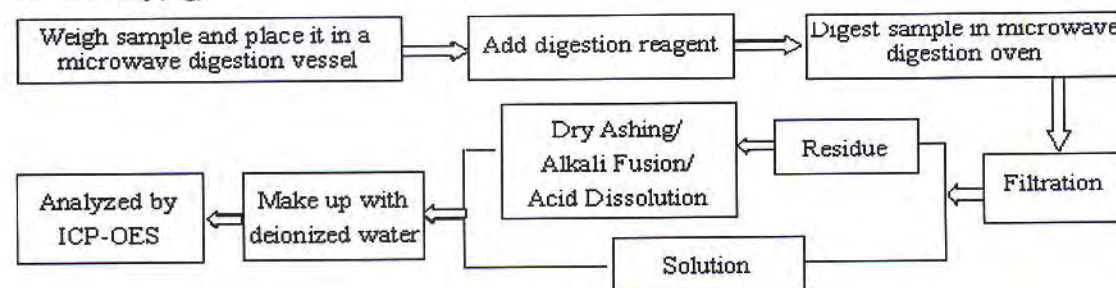 Weigh sample and place it in a
microwave digestion vessel
Add digestion reagent
Digest sample in microwave
digestion oven
Filtration
Residue
Solution
Dry Ashing/
Alkali Fusion/
Acid Dissolution
Make up with
deionized water
Analyzed by
ICP-OES